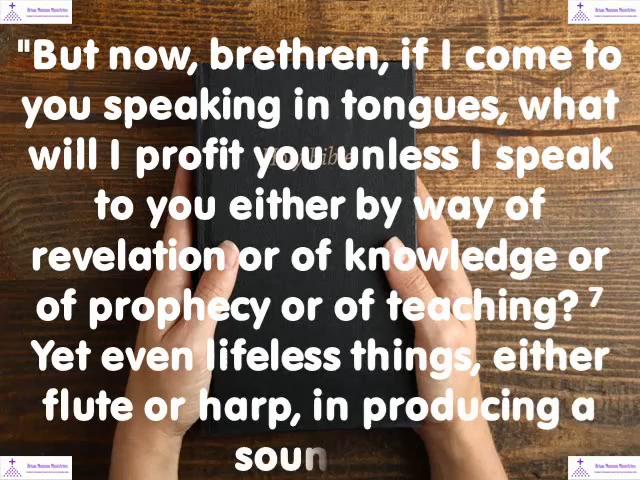 "But now, brethren, if I come to
you speaking in tongues, what
will I profit you unless I speak
to you either by way of
revelation or of knowledge or
of prophecy or of teaching? ⁷
Yet even lifeless things, either
flute or harp, in producing a
soun